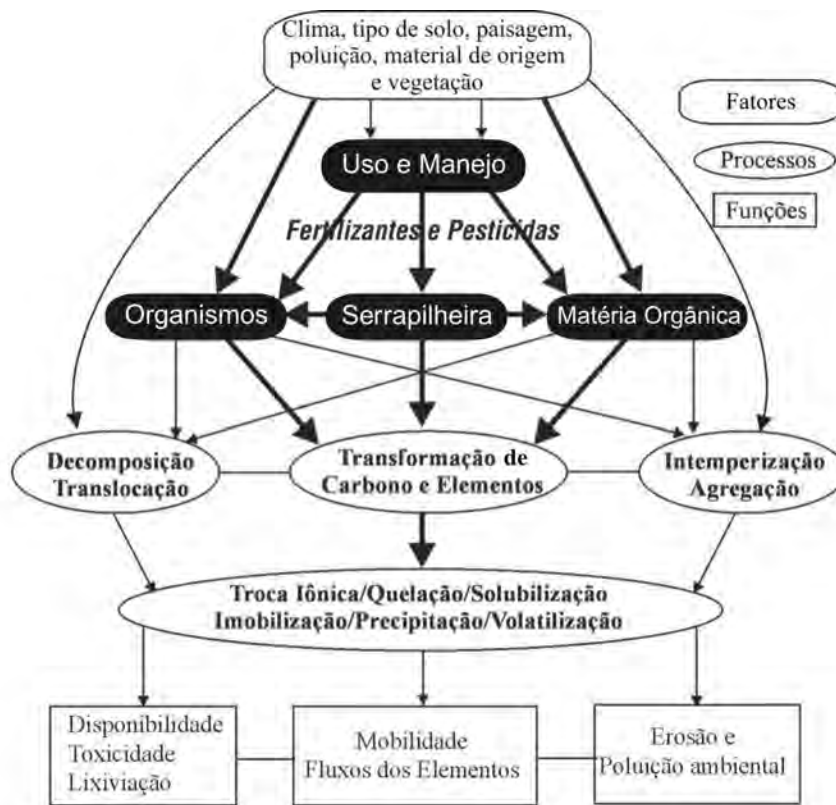 Clima, tipo de solo, paisagem,
poluição, material de origem
e vegetação
Fatores
Uso e Manejo
Processos
Funções
Fertilizantes e Pesticidas
Organismos
Serrapilheira
Matéria Orgânica
Decomposição
Translocação
Transformação de
Carbono e Elementos
Intemperização
Agregação
Troca Iônica/Quelação/Solubilização
Imobilização/Precipitação/Volatilização
Disponibilidade
Toxicidade
Lixiviação
Mobilidade
Fluxos dos Elementos
Erosão e
Poluição ambiental